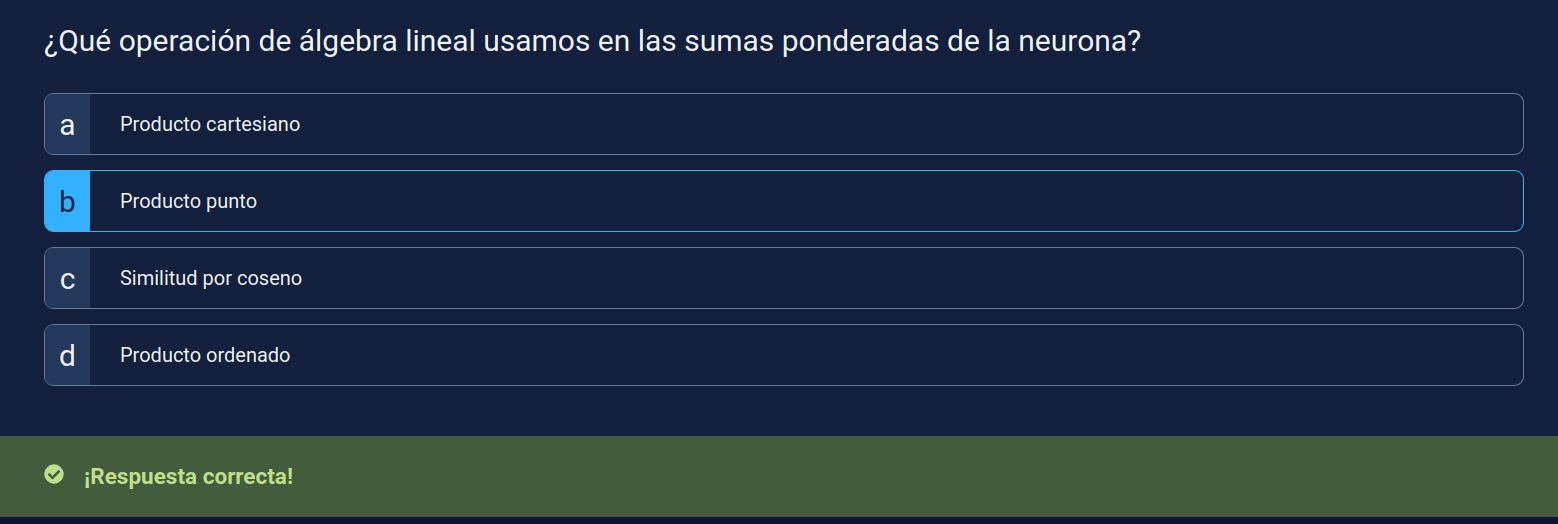 ¿Qué operación de álgebra lineal usamos en las sumas ponderadas de la neurona?
a Producto cartesiano
b Producto punto
c Similitud por coseno
d Producto ordenado
¡Respuesta correcta!